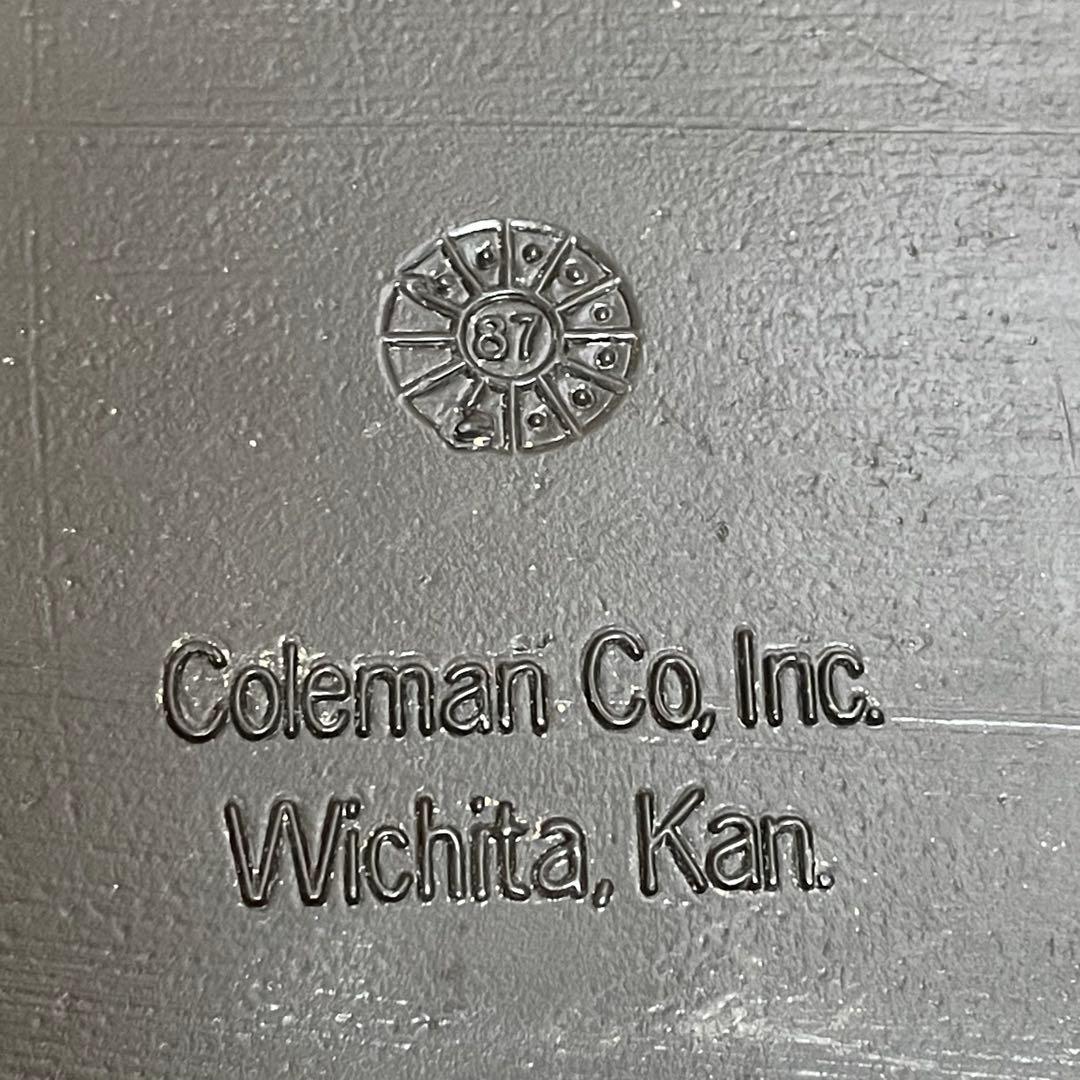 87
Coleman Co, Inc.
Wichita, Kan.